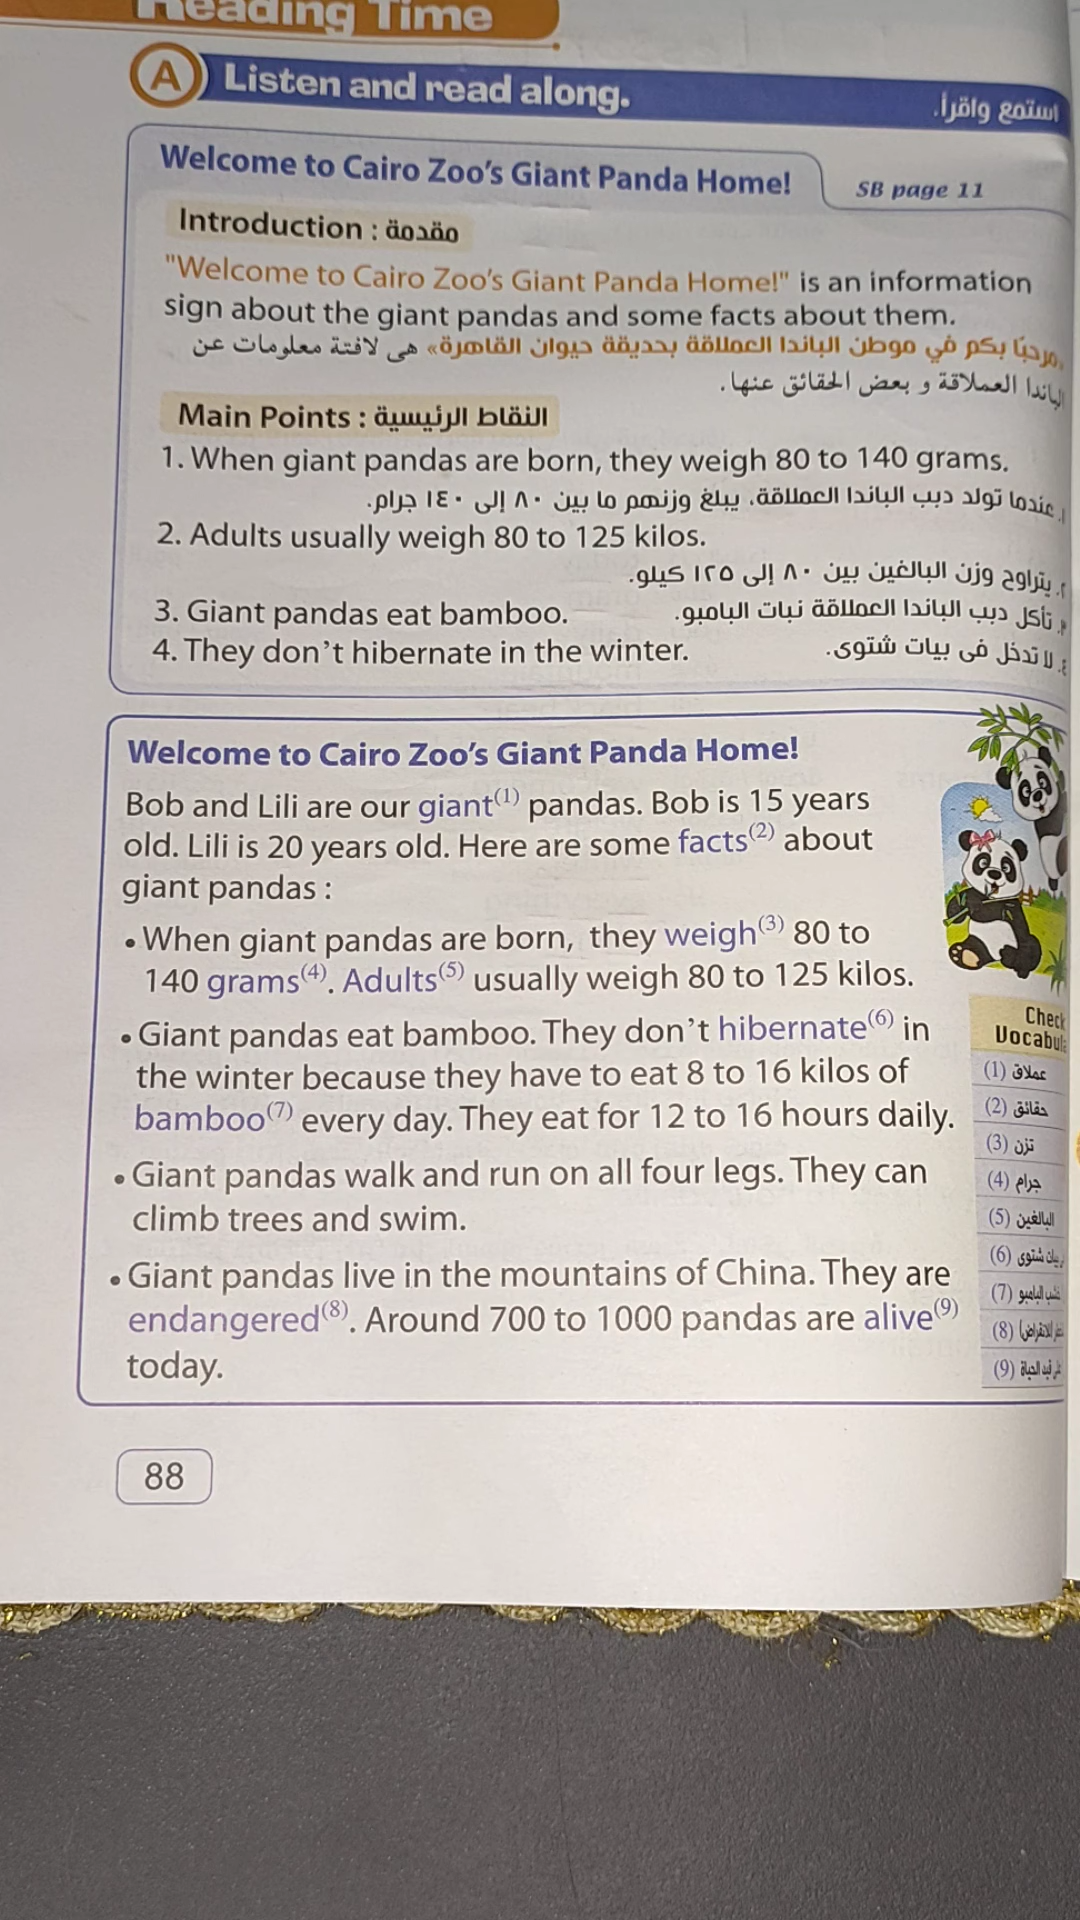 Reading Time
A Listen and read along. استمع واقرأ.
Welcome to Cairo Zoo's Giant Panda Home! SB page 11
Introduction : مقدمة
"Welcome to Cairo Zoo's Giant Panda Home!" is an information
sign about the giant pandas and some facts about them.
مرحبًا بكم في موطن الباندا العملاقة بحديقة حيوان القاهرة» هى لافتة معلومات عن
الباندا العملاقة و بعض الحقائق عنها.
Main Points : النقاط الرئيسية
1. When giant pandas are born, they weigh 80 to 140 grams.
١. عندما تولد دبب الباندا العملاقة، يبلغ وزنهم ما بين ٨٠ إلى ١٤٠ جرام.
2. Adults usually weigh 80 to 125 kilos.
٢. يتراوح وزن البالغين بين ٨٠ إلى ١٢٥ كيلو.
3. Giant pandas eat bamboo. ٣. تأكل دبب الباندا العملاقة نبات البامبو.
4. They don't hibernate in the winter. ٤. لا تدخل فى بيات شتوى.
Welcome to Cairo Zoo's Giant Panda Home!
Bob and Lili are our giant(1) pandas. Bob is 15 years
old. Lili is 20 years old. Here are some facts(2) about
giant pandas :
• When giant pandas are born, they weigh(3) 80 to
140 grams(4). Adults(5) usually weigh 80 to 125 kilos.
• Giant pandas eat bamboo. They don't hibernate(6) in
the winter because they have to eat 8 to 16 kilos of
bamboo(7) every day. They eat for 12 to 16 hours daily.
• Giant pandas walk and run on all four legs. They can
climb trees and swim.
• Giant pandas live in the mountains of China. They are
endangered(8). Around 700 to 1000 pandas are alive(9)
today.
Check
(1) عملاق
(2) حقائق
(3) تزن
(4) جرام
(5) البالغين
(6) بيات شتوى
(7) البامبو
(8)
(9) قيد الحياة
88